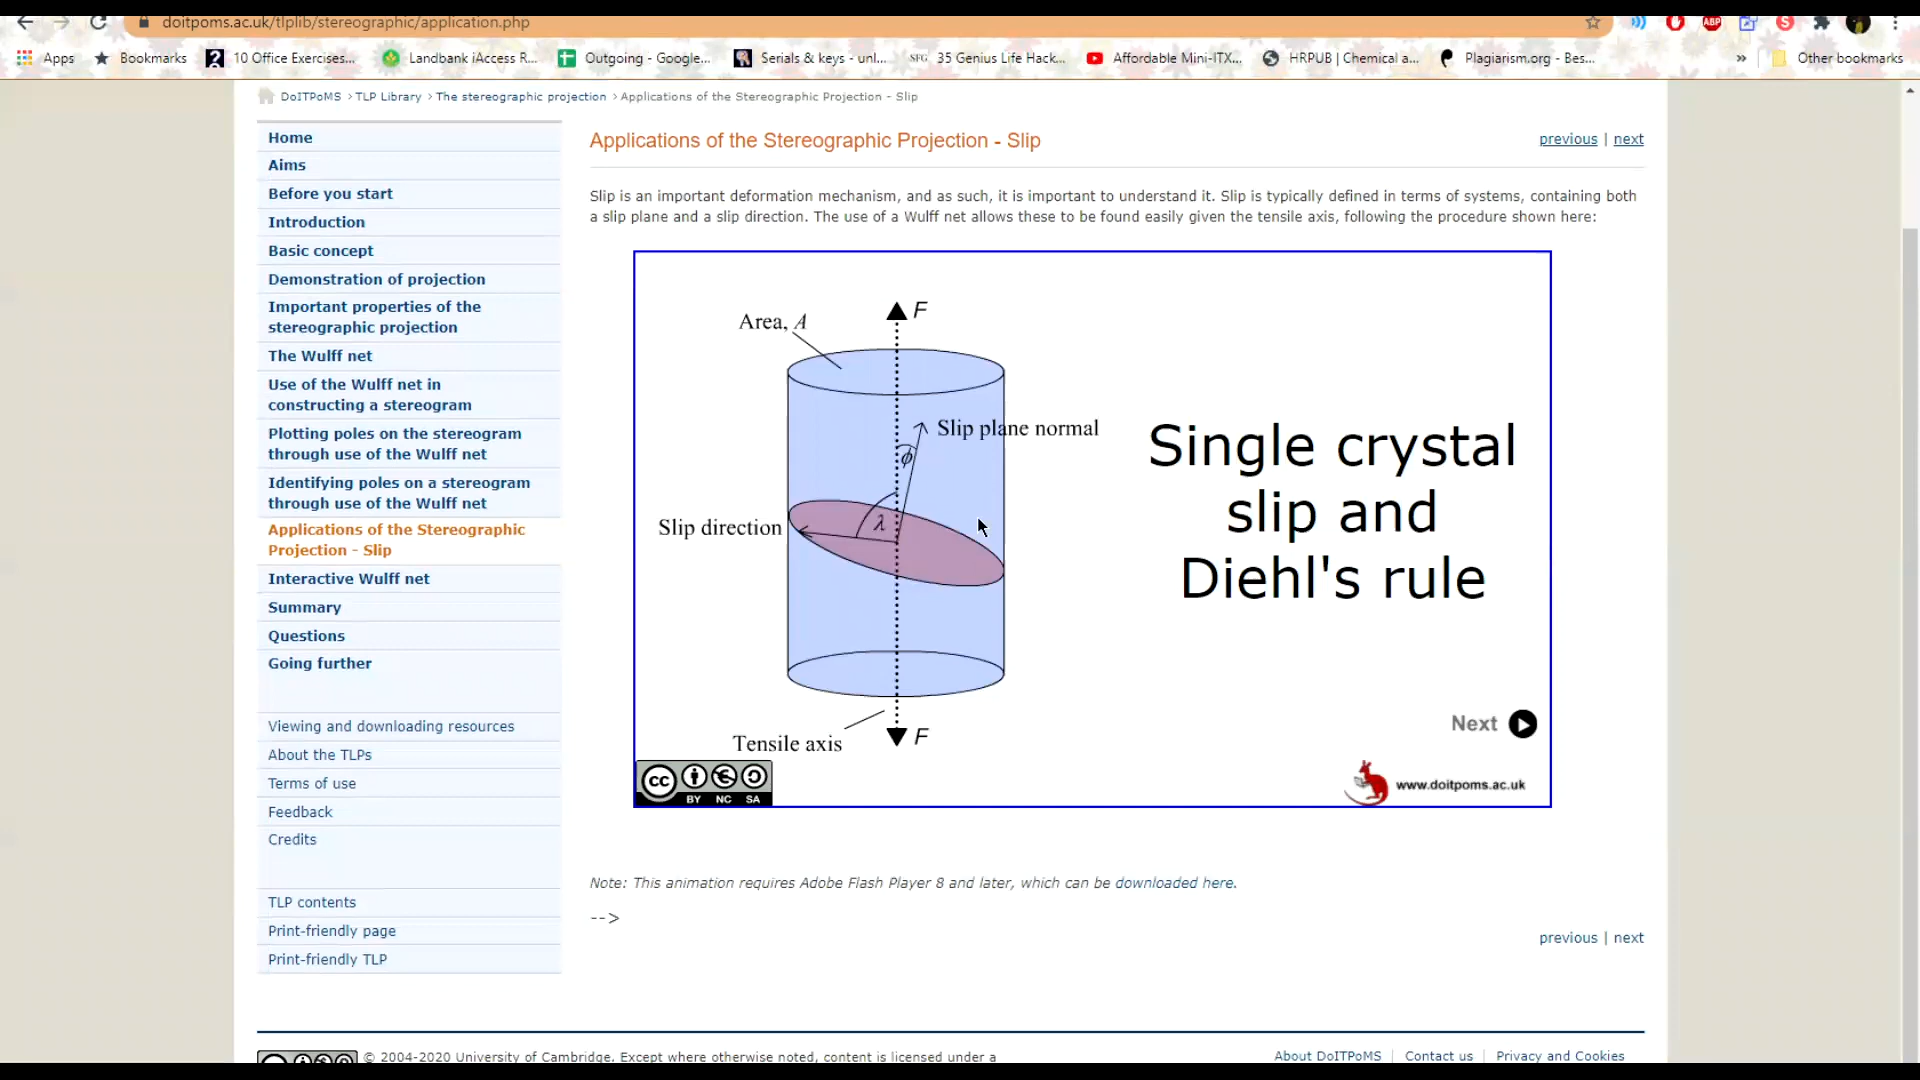 doitpoms.ac.uk/tlplib/stereographic/application.php
Apps Bookmarks 10 Office Exercises... Landbank iAccess R... Outgoing - Google... Serials & keys - unl... SFG 35 Genius Life Hack... Affordable Mini-ITX... HRPUB | Chemical a... Plagiarism.org - Bes... » Other bookmarks
DoITPoMS > TLP Library > The stereographic projection > Applications of the Stereographic Projection - Slip
Home
Aims
Before you start
Introduction
Basic concept
Demonstration of projection
Important properties of the
stereographic projection
The Wulff net
Use of the Wulff net in
constructing a stereogram
Plotting poles on the stereogram
through use of the Wulff net
Identifying poles on a stereogram
through use of the Wulff net
Applications of the Stereographic
Projection - Slip
Interactive Wulff net
Summary
Questions
Going further
Viewing and downloading resources
About the TLPs
Terms of use
Feedback
Credits
TLP contents
Print-friendly page
Print-friendly TLP
Applications of the Stereographic Projection - Slip
previous | next
Slip is an important deformation mechanism, and as such, it is important to understand it. Slip is typically defined in terms of systems, containing both
a slip plane and a slip direction. The use of a Wulff net allows these to be found easily given the tensile axis, following the procedure shown here:
F
Area, A
Slip plane normal
ϕ
Slip direction
λ
Tensile axis
F
Single crystal
slip and
Diehl's rule
Next
cc BY NC SA
www.doitpoms.ac.uk
Note: This animation requires Adobe Flash Player 8 and later, which can be downloaded here.
-->
previous | next
© 2004-2020 University of Cambridge. Except where otherwise noted, content is licensed under a
About DoITPoMS | Contact us | Privacy and Cookies